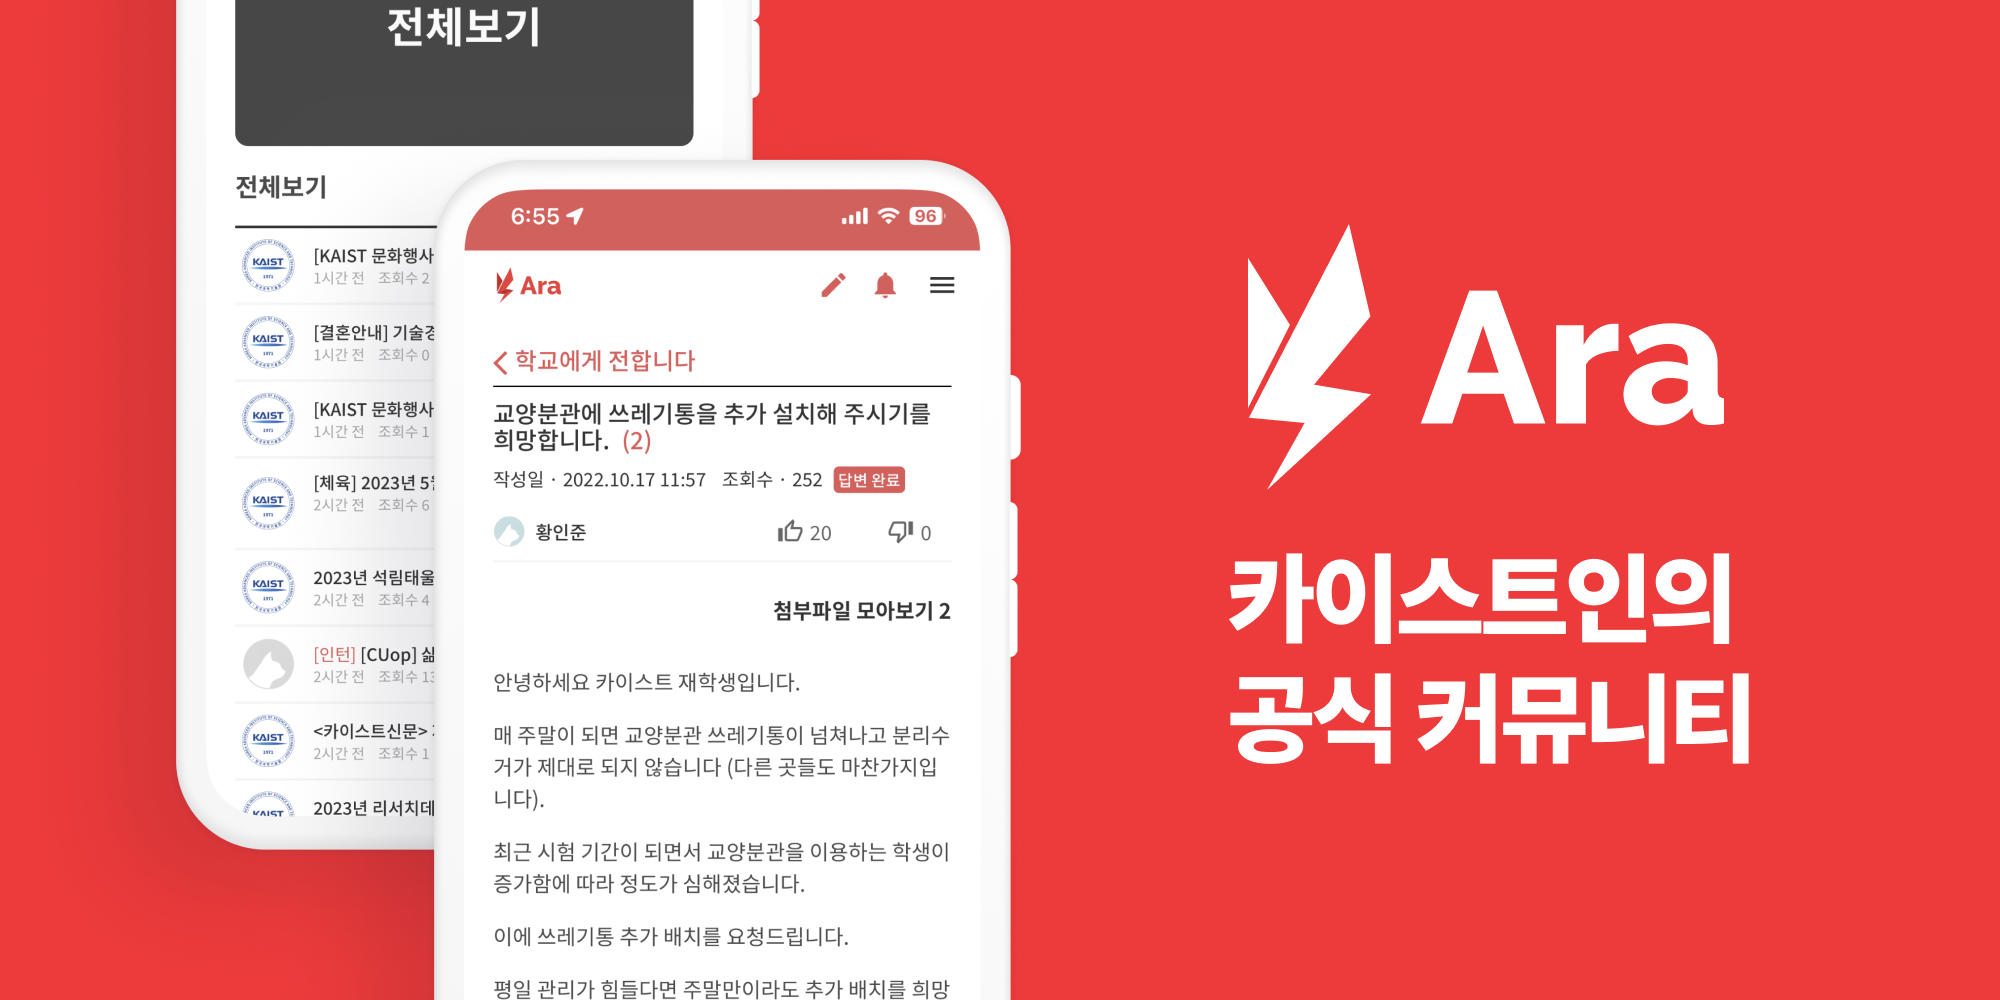 전체보기
전체보기
[KAIST 문화행사
1시간 전 조회수 2
[결혼안내] 기술경
1시간 전 조회수 0
[KAIST 문화행사
1시간 전 조회수 1
[체육] 2023년 5월
2시간 전 조회수 6
2023년 석림태울
2시간 전 조회수 4
[인턴] [CUop] 삶
2시간 전 조회수 13
<카이스트신문>
2시간 전 조회수 1
2023년 리서치데
KAIST
1971
KAIST
1971
KAIST
1971
KAIST
1971
KAIST
1971
KAIST
1971
KAIST
6:55
96
Ara
학교에게 전합니다
교양분관에 쓰레기통을 추가 설치해 주시기를
희망합니다. (2)
작성일 · 2022.10.17 11:57 조회수 · 252 답변 완료
황인준 20 0
첨부파일 모아보기 2
안녕하세요 카이스트 재학생입니다.
매 주말이 되면 교양분관 쓰레기통이 넘쳐나고 분리수
거가 제대로 되지 않습니다 (다른 곳들도 마찬가지입
니다).
최근 시험 기간이 되면서 교양분관을 이용하는 학생이
증가함에 따라 정도가 심해졌습니다.
이에 쓰레기통 추가 배치를 요청드립니다.
평일 관리가 힘들다면 주말만이라도 추가 배치를 희망
Ara
카이스트인의
공식 커뮤니티